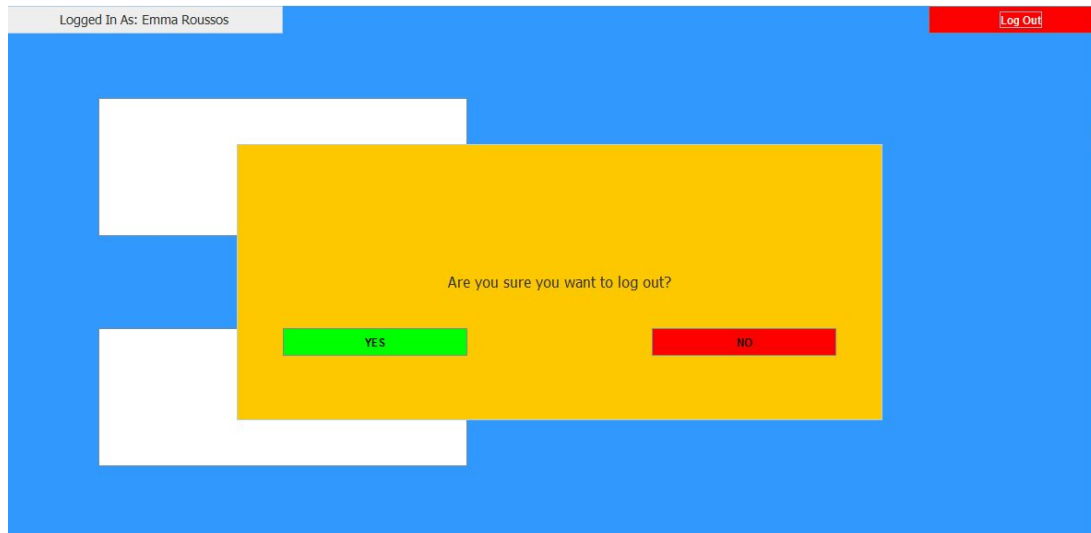 Logged In As: Emma Roussos
Log Out
Are you sure you want to log out?
YES
NO